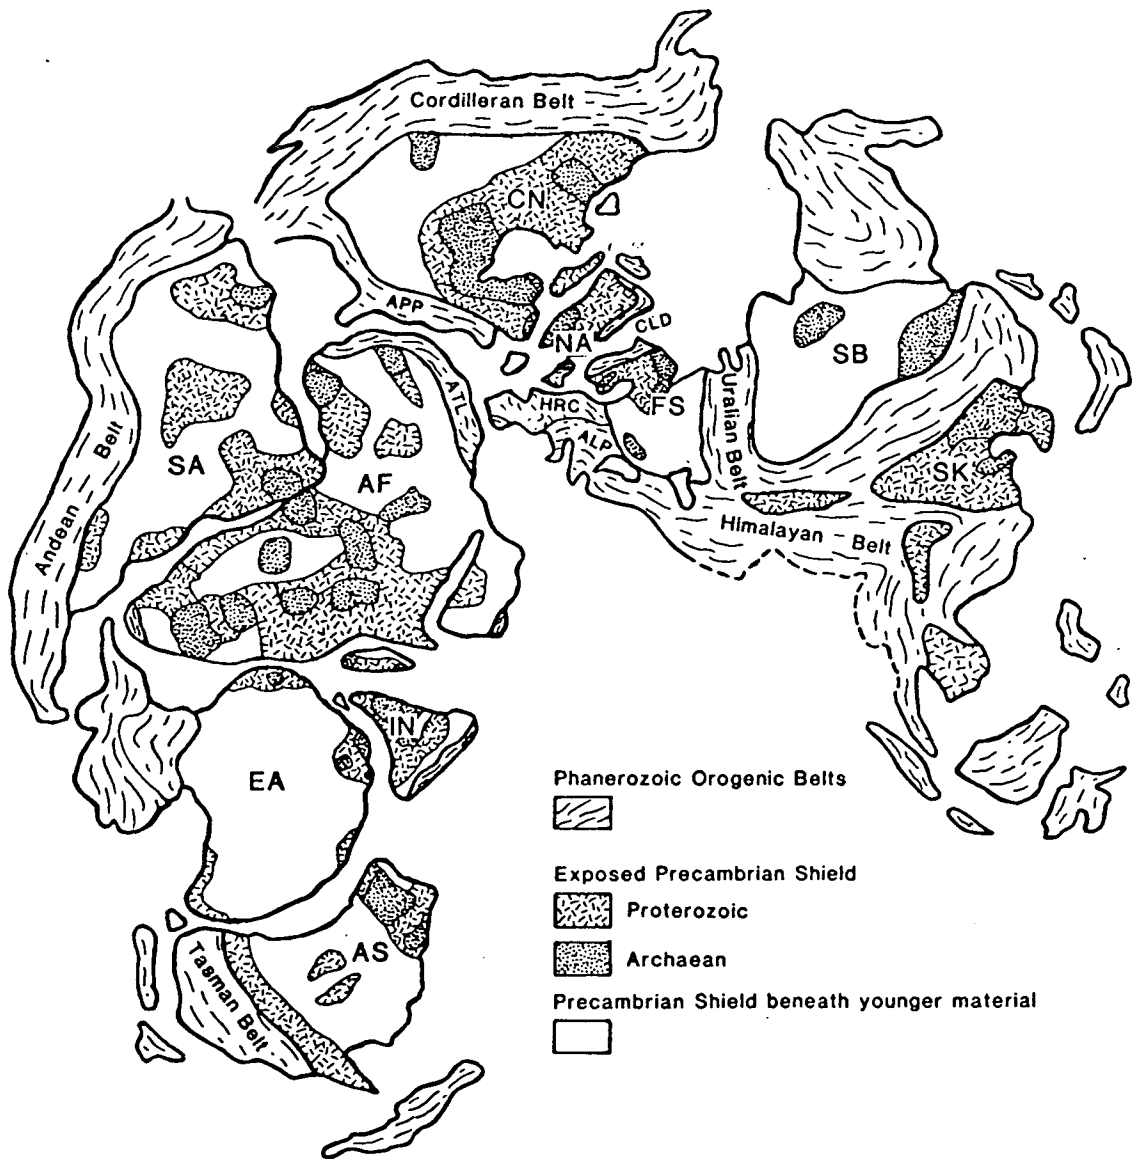 Cordilleran Belt
CN
APP
NA
CLD
SB
ATL
HRC
FS
Uralian Belt
ALP
Andean Belt
SA
AF
SK
Himalayan - Belt
IN
EA
Phanerozoic Orogenic Belts
Exposed Precambrian Shield
Proterozoic
AS
Archaean
Tasman Belt
Precambrian Shield beneath younger material